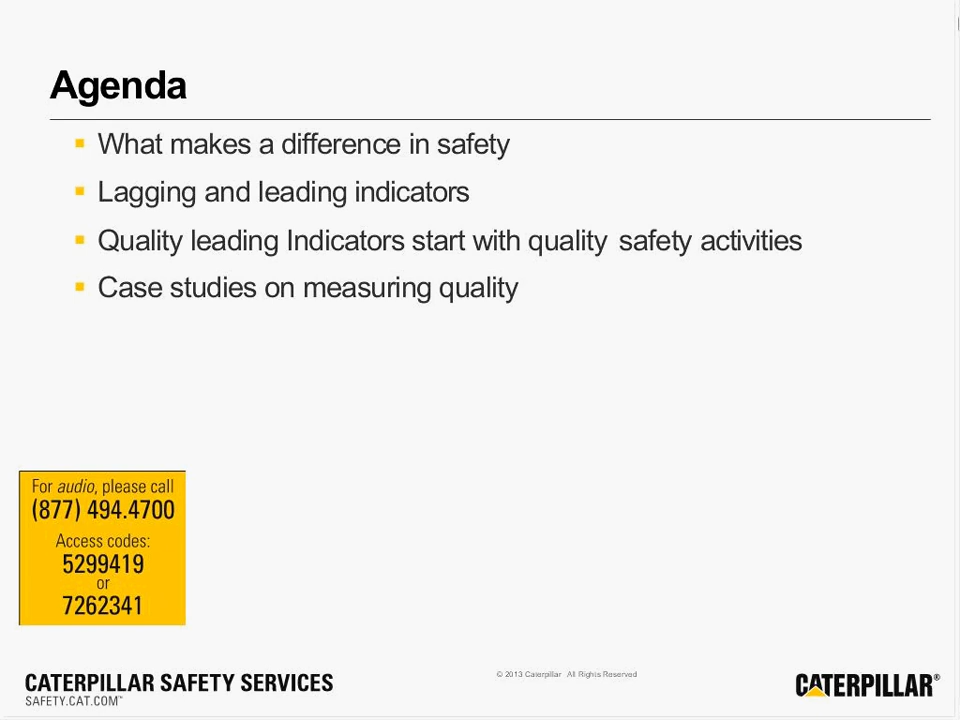 Agenda
▪ What makes a difference in safety
▪ Lagging and leading indicators
▪ Quality leading Indicators start with quality safety activities
▪ Case studies on measuring quality
For audio, please call
(877) 494.4700
Access codes:
5299419
or
7262341
CATERPILLAR SAFETY SERVICES
SAFETY.CAT.COM™
© 2013 Caterpillar All Rights Reserved
CATERPILLAR®